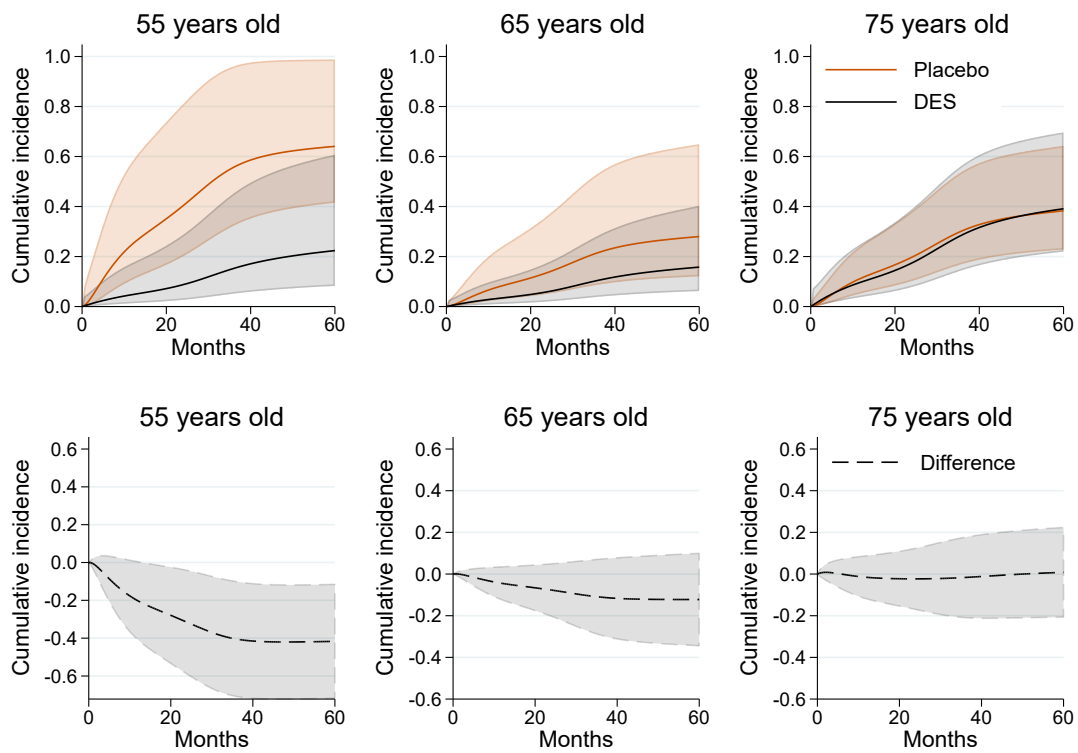 55 years old
1.0
0.8
0.6
0.4
0.2
0.0
Cumulative incidence
0 20 40 60
Months
65 years old
1.0
0.8
0.6
0.4
0.2
0.0
Cumulative incidence
0 20 40 60
Months
75 years old
1.0
0.8
0.6
0.4
0.2
0.0
Cumulative incidence
Placebo
DES
0 20 40 60
Months
55 years old
0.6
0.4
0.2
0.0
-0.2
-0.4
-0.6
Cumulative incidence
0 20 40 60
Months
65 years old
0.6
0.4
0.2
0.0
-0.2
-0.4
-0.6
Cumulative incidence
0 20 40 60
Months
75 years old
0.6
0.4
0.2
0.0
-0.2
-0.4
-0.6
Cumulative incidence
Difference
0 20 40 60
Months